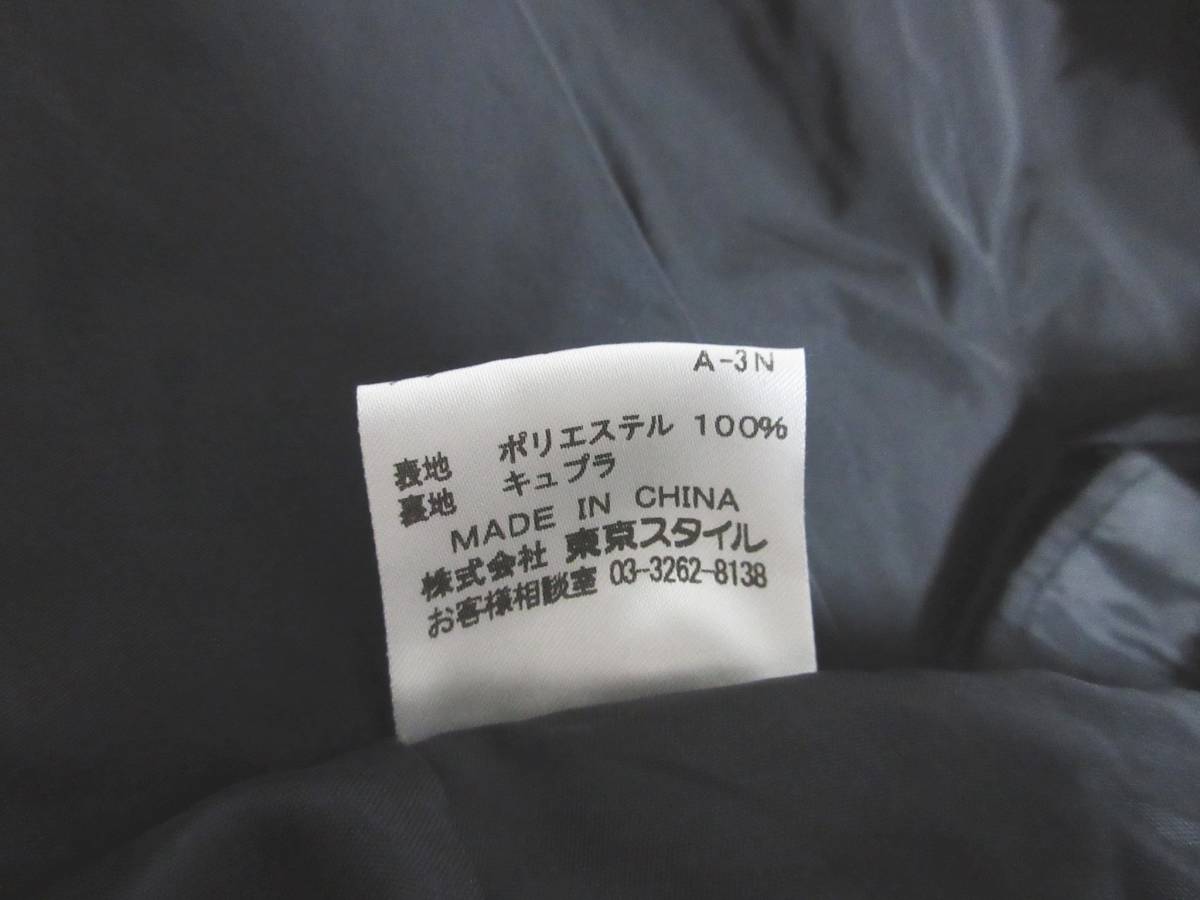 A-3N
表地 ポリエステル 100%
裏地 キュプラ
MADE IN CHINA
株式会社 東京スタイル
お客様相談室 03-3262-8138